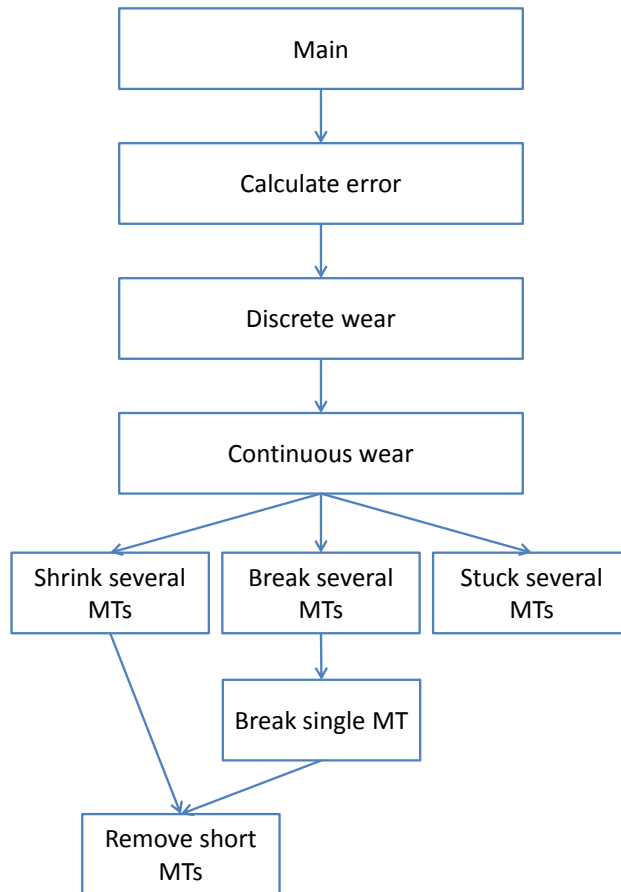 Main
Calculate error
Discrete wear
Continuous wear
Shrink several
MTs
Break several
MTs
Stuck several
MTs
Break single MT
Remove short
MTs